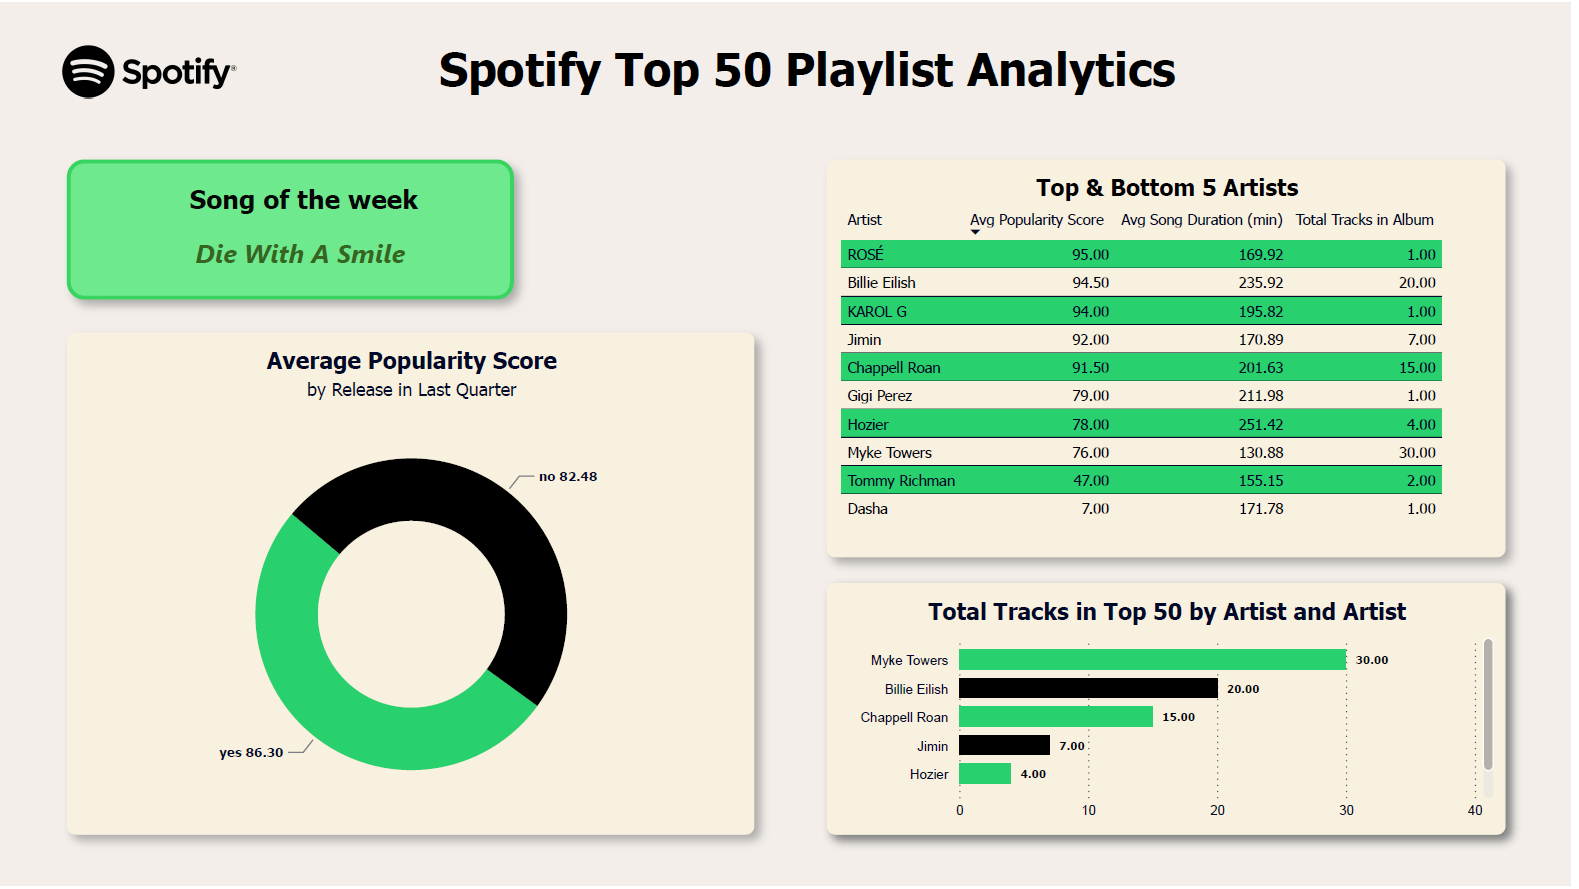 Spotify®
Spotify Top 50 Playlist Analytics
Song of the week
Die With A Smile
Average Popularity Score
by Release in Last Quarter
no 82.48
yes 86.30
Top & Bottom 5 Artists
Artist Avg Popularity Score Avg Song Duration (min) Total Tracks in Album
ROSÉ 95.00 169.92 1.00
Billie Eilish 94.50 235.92 20.00
KAROL G 94.00 195.82 1.00
Jimin 92.00 170.89 7.00
Chappell Roan 91.50 201.63 15.00
Gigi Perez 79.00 211.98 1.00
Hozier 78.00 251.42 4.00
Myke Towers 76.00 130.88 30.00
Tommy Richman 47.00 155.15 2.00
Dasha 7.00 171.78 1.00
Total Tracks in Top 50 by Artist and Artist
Myke Towers 30.00
Billie Eilish 20.00
Chappell Roan 15.00
Jimin 7.00
Hozier 4.00
0 10 20 30 40